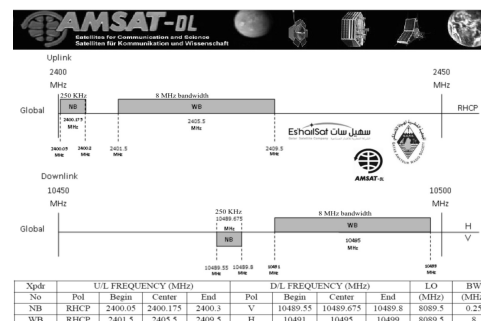 AMSAT-DL
Satellites for Communication and Science
Satelliten für Kommunikation und Wissenschaft
Uplink
2400
MHz
2450
MHz
250 KHz
8 MHz bandwidth
Global
NB
WB
RHCP
2400.175
MHz
2405.5
MHz
2400.05
MHz
2400.3
MHz
2401.5
MHz
2409.5
MHz
Es'hailSat سهيل سات
AMSAT-DL
Downlink
10450
MHz
10500
MHz
250 KHz
10489.675
MHz
8 MHz bandwidth
Global
NB
WB
H
V
10495
MHz
10489.55
MHz
10489.8
MHz
10491
MHz
10499
MHz
Xpdr U/L FREQUENCY (MHz) D/L FREQUENCY (MHz) LO BW
No Pol Begin Center End Pol Begin Center End (MHz) (MHz
NB RHCP 2400.05 2400.175 2400.3 V 10489.55 10489.675 10489.8 8089.5 0.25
WB RHCP 2401.5 2405.5 2409.5 H 10491 10495 10499 8089.5 8